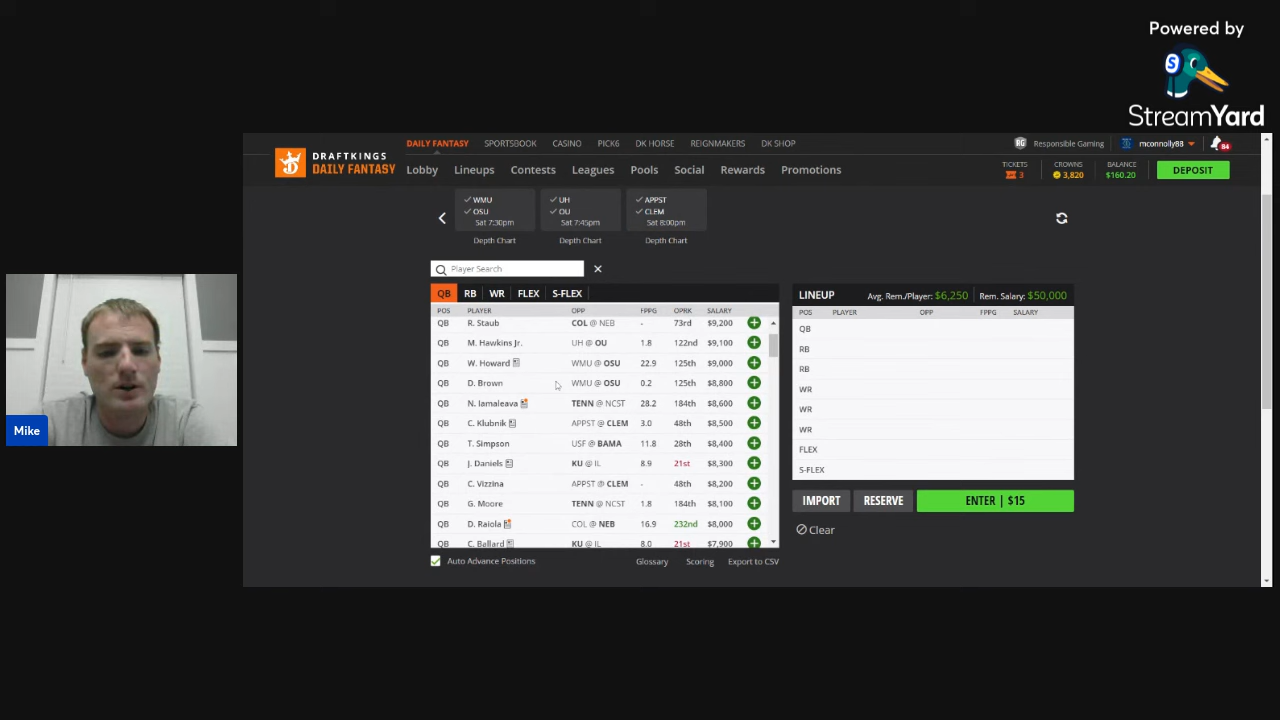 Powered by
S
StreamYard
DRAFTKINGS
DAILY FANTASY
DAILY FANTASY SPORTSBOOK CASINO PICK6 DK HORSE REIGNMAKERS DK SHOP
RG Responsible Gaming mconnolly88 84
Lobby Lineups Contests Leagues Pools Social Rewards Promotions
TICKETS CROWNS BALANCE
3 3,820 $160.20
DEPOSIT
WMU
OSU
Sat 7:30pm
Depth Chart
UH
OU
Sat 7:45pm
Depth Chart
APPST
CLEM
Sat 8:00pm
Depth Chart
Player Search
QB RB WR FLEX S-FLEX
POS PLAYER OPP FPPG OPRK SALARY
QB R. Staub COL @ NEB - 73rd $9,200
QB M. Hawkins Jr. UH @ OU 1.8 122nd $9,100
QB W. Howard WMU @ OSU 22.9 125th $9,000
QB D. Brown WMU @ OSU 0.2 125th $8,800
QB N. Iamaleava TENN @ NCST 28.2 184th $8,600
QB C. Klubnik APPST @ CLEM 3.0 48th $8,500
QB T. Simpson USF @ BAMA 11.8 28th $8,400
QB J. Daniels KU @ IL 8.9 21st $8,300
QB C. Vizzina APPST @ CLEM - 48th $8,200
QB G. Moore TENN @ NCST 1.8 184th $8,100
QB D. Raiola COL @ NEB 16.9 232nd $8,000
QB C. Ballard KU @ IL 8.0 21st $7,900
Auto Advance Positions
Glossary Scoring Export to CSV
LINEUP Avg. Rem./Player: $6,250 Rem. Salary: $50,000
POS PLAYER OPP FPPG SALARY
QB
RB
RB
WR
WR
WR
FLEX
S-FLEX
IMPORT RESERVE ENTER | $15
Clear
Mike